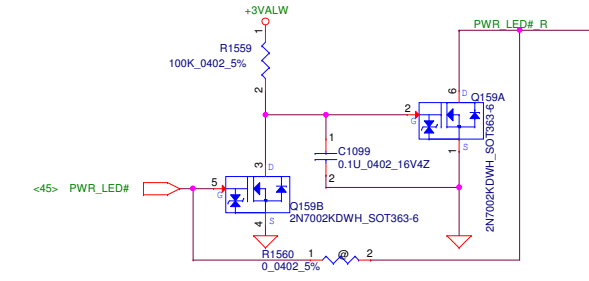 +3VALW
PWR_LED#_R
1
R1559
100K_0402_5%
2
6
D
Q159A
2
G
S
1
2N7002KDWH_SOT363-6
1
C1099
0.1U_0402_16V4Z
2
3
D
<45> PWR_LED#
5
G
Q159B
2N7002KDWH_SOT363-6
S
4
R1560
1
@
2
0_0402_5%